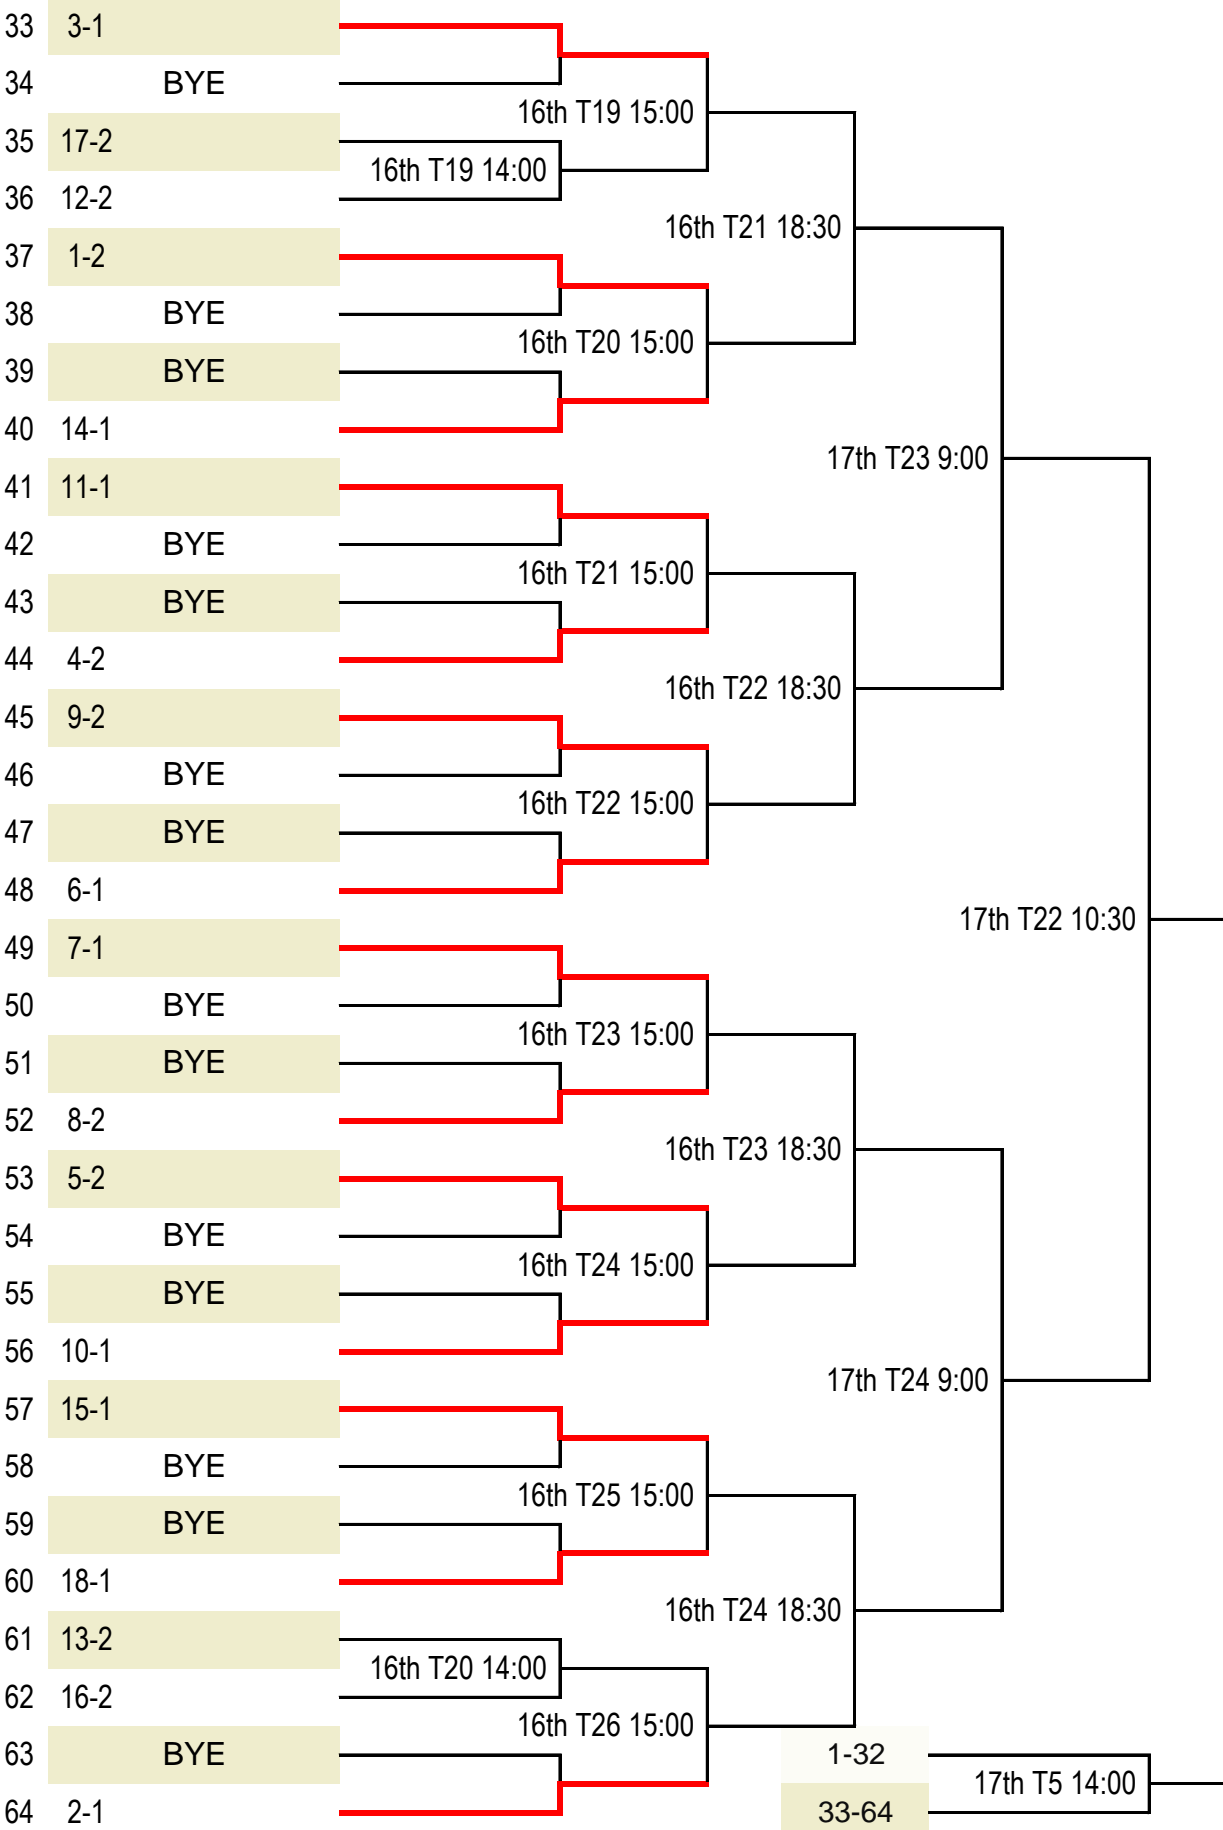 33 3-1
34 BYE
16th T19 15:00
35 17-2
16th T19 14:00
36 12-2
16th T21 18:30
37 1-2
38 BYE
16th T20 15:00
39 BYE
40 14-1
17th T23 9:00
41 11-1
42 BYE
16th T21 15:00
43 BYE
44 4-2
16th T22 18:30
45 9-2
46 BYE
16th T22 15:00
47 BYE
48 6-1
17th T22 10:30
49 7-1
50 BYE
16th T23 15:00
51 BYE
52 8-2
16th T23 18:30
53 5-2
54 BYE
16th T24 15:00
55 BYE
56 10-1
17th T24 9:00
57 15-1
58 BYE
16th T25 15:00
59 BYE
60 18-1
16th T24 18:30
61 13-2
16th T20 14:00
62 16-2
16th T26 15:00
63 BYE
1-32
17th T5 14:00
64 2-1
33-64